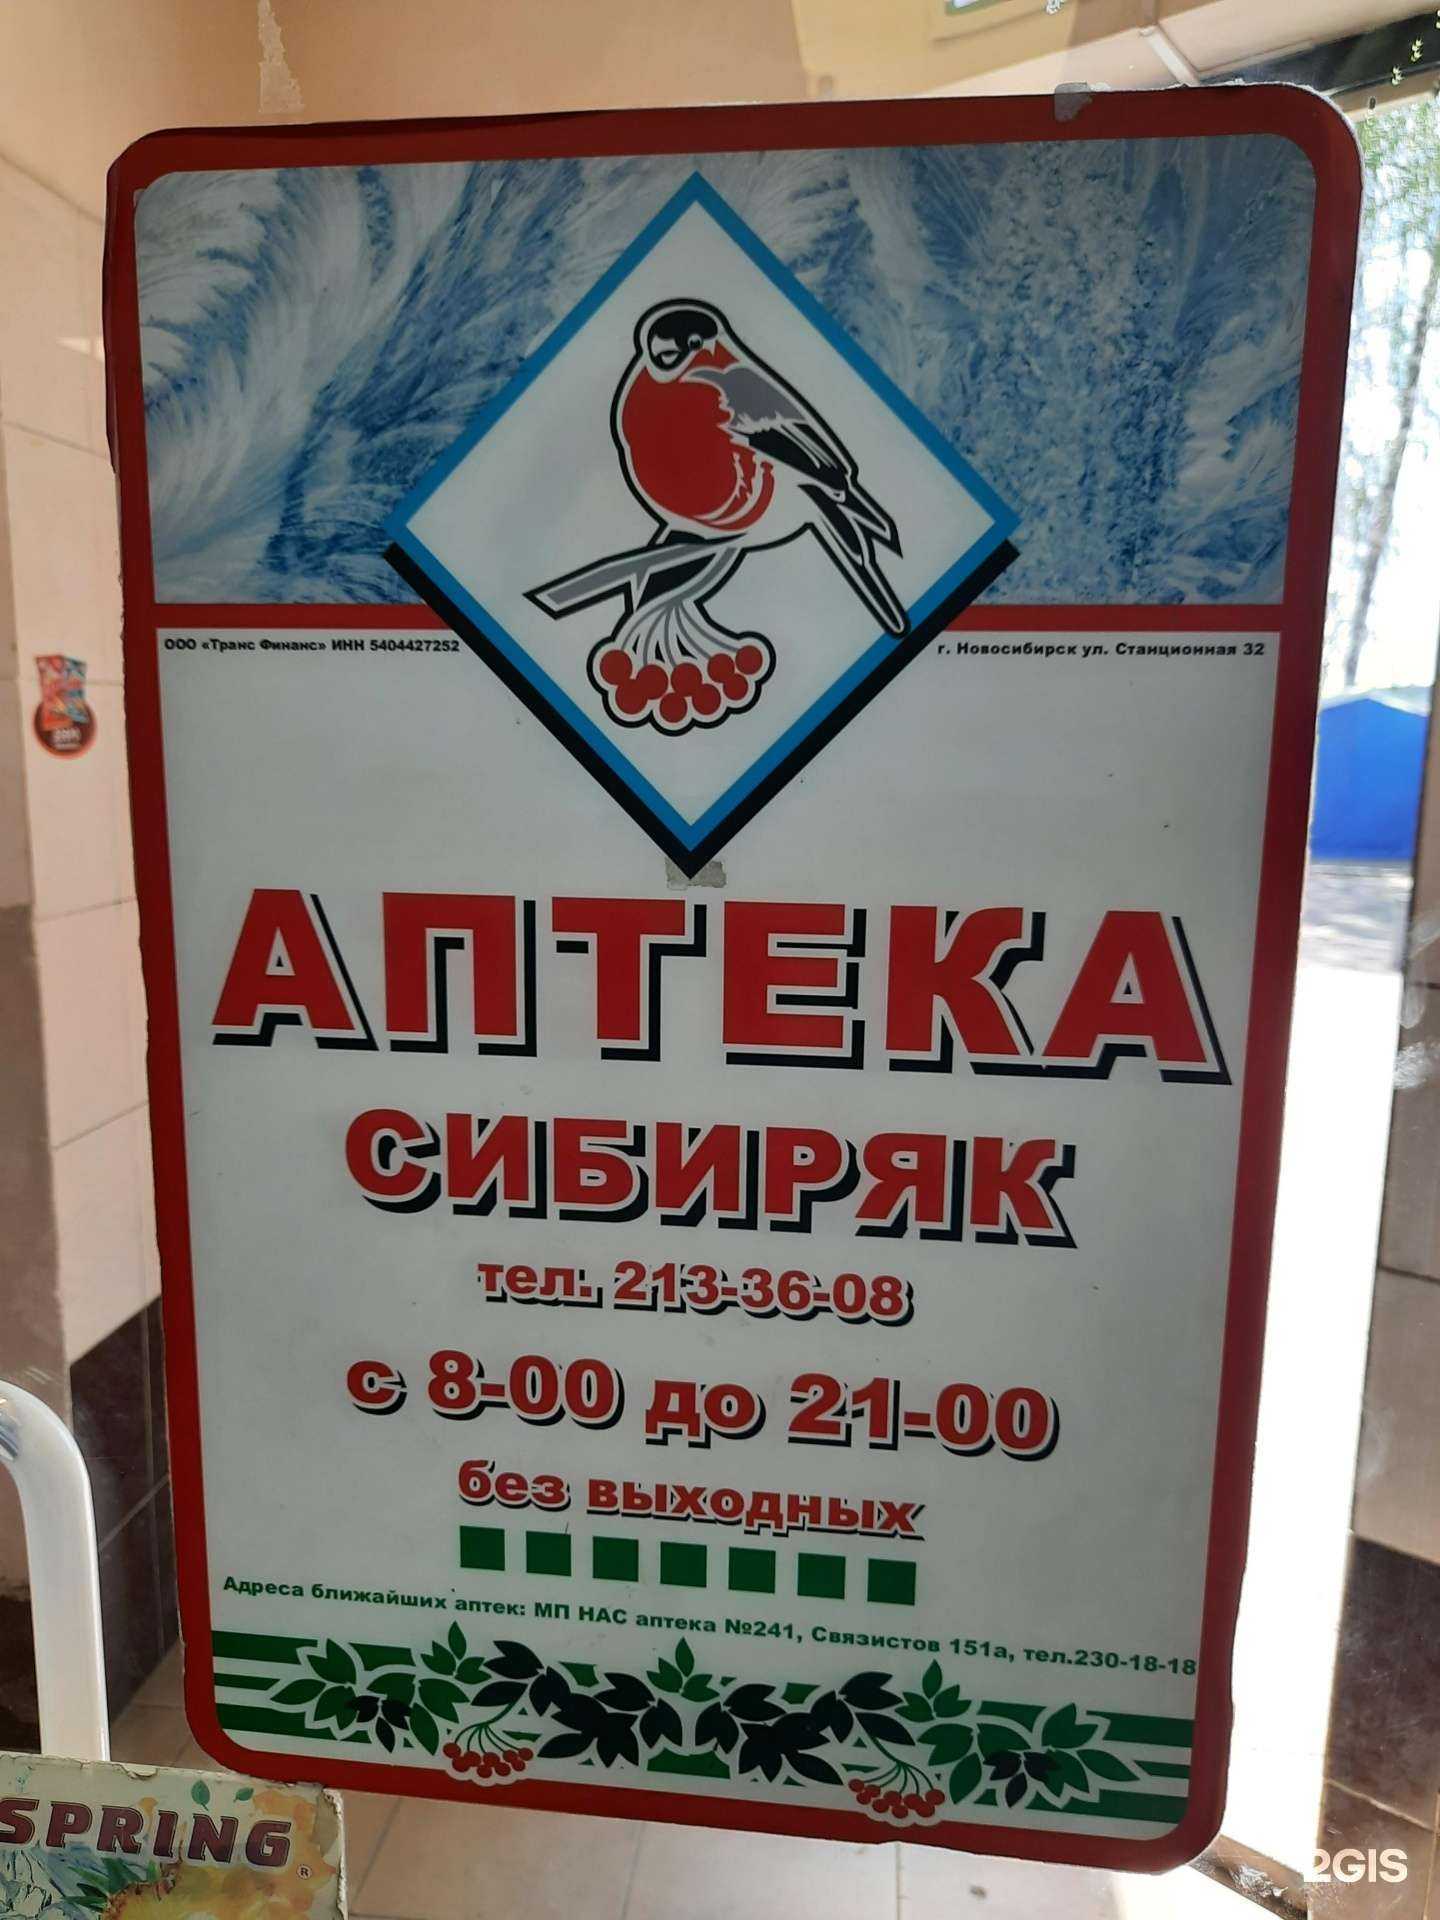 ООО «Транс Финанс» ИНН 5404427252
г. Новосибирск ул. Станционная 32
АПТЕКА
СИБИРЯК
тел. 213-36-08
с 8-00 до 21-00
без выходных
Адреса ближайших аптек: МП НАС аптека №241, Связистов 151а, тел.230-18-18
SPRING®
2GIS